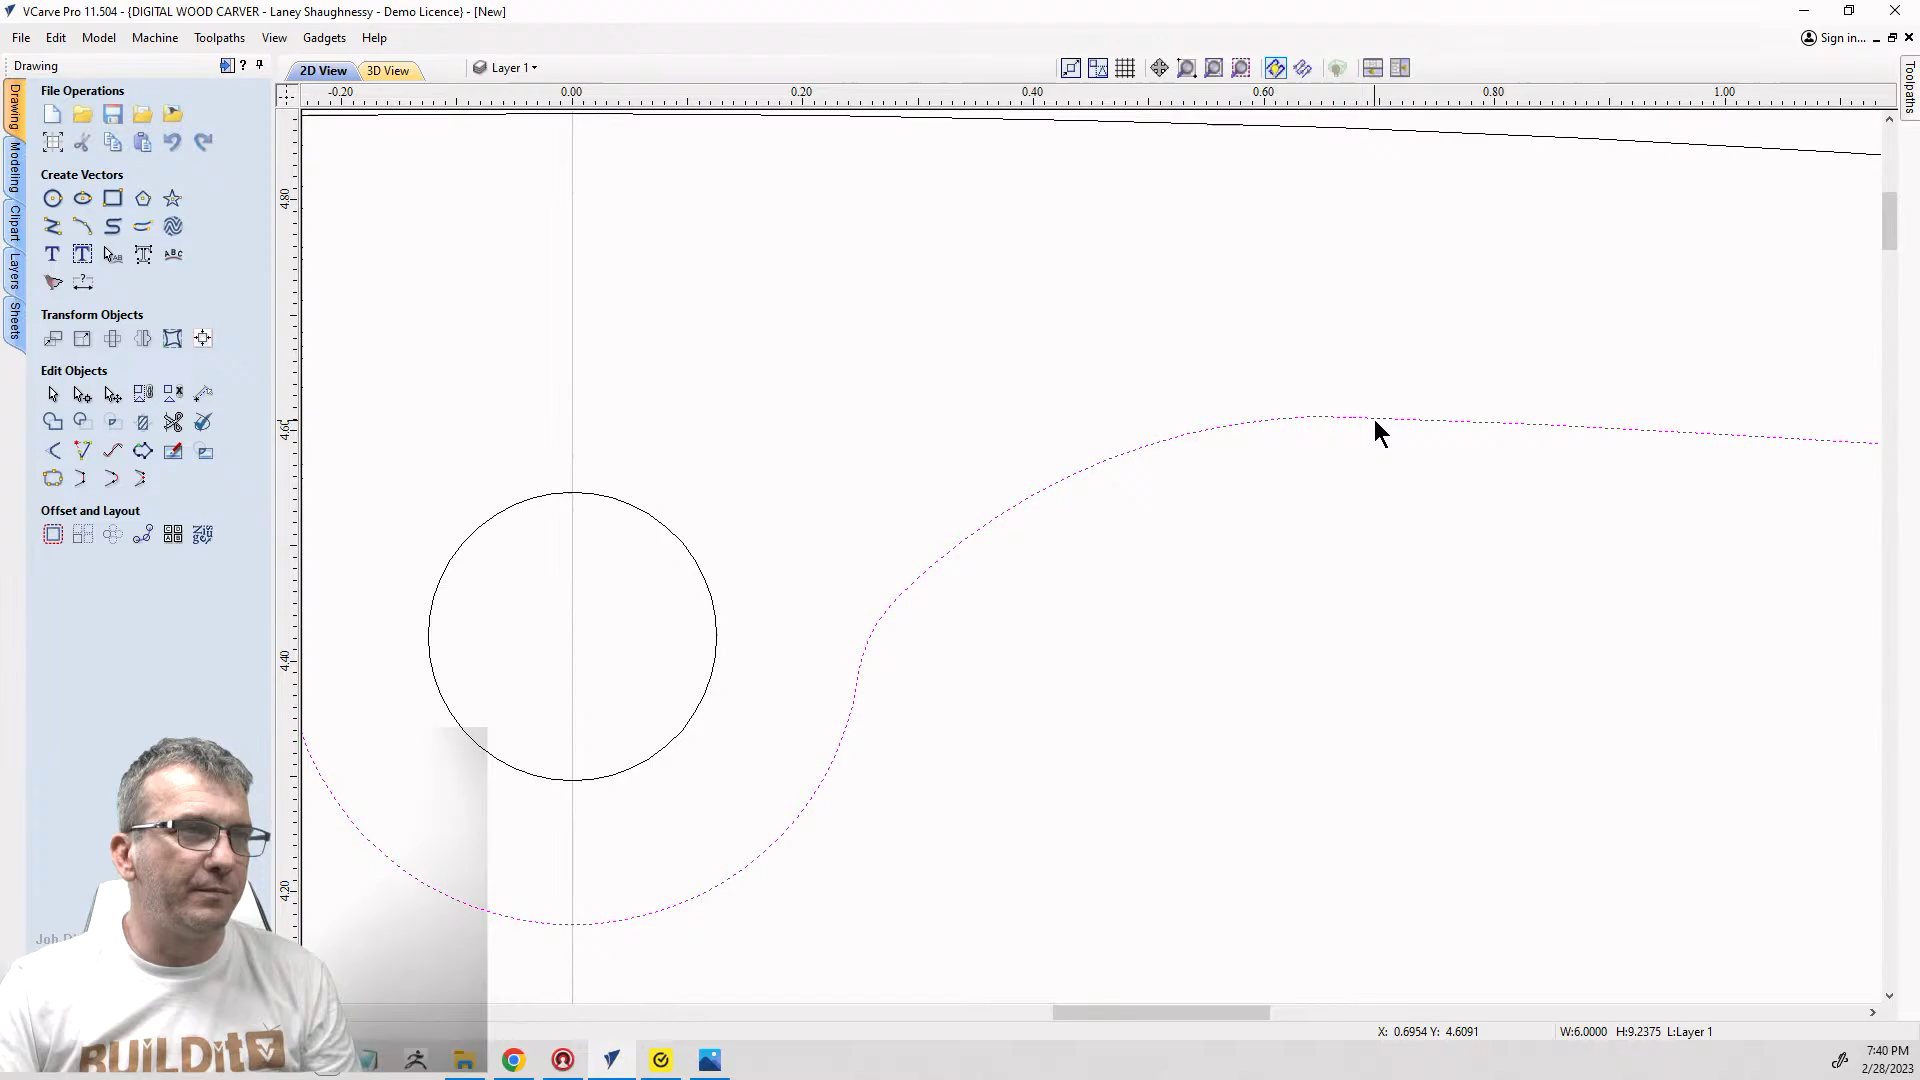 VCarve Pro 11.504 - {DIGITAL WOOD CARVER - Laney Shaughnessy - Demo Licence} - [New]
File Edit Model Machine Toolpaths View Gadgets Help
Sign in...
Drawing
2D View 3D View
Layer 1
-0.20 0.00 0.20 0.40 0.60 0.80 1.00
Drawing
Modeling
Clipart
Layers
Sheets
Toolpaths
File Operations
Create Vectors
Transform Objects
Edit Objects
Offset and Layout
4.80
4.60
4.40
4.20
BUILDit
X: 0.6954 Y: 4.6091
W:6.0000 H:9.2375 L:Layer 1
7:40 PM
2/28/2023